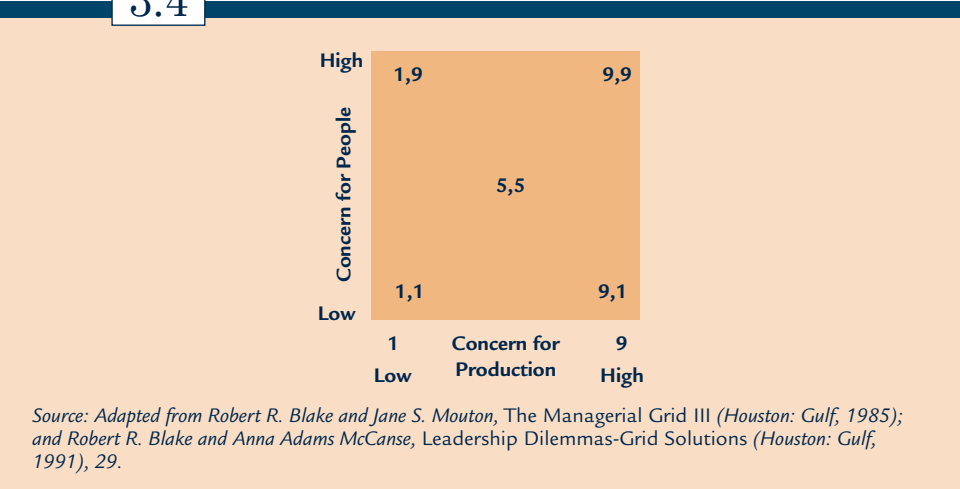 3.4
High
1,9 9,9
Concern for People
5,5
1,1 9,1
Low
1 Concern for 9
Low Production High
Source: Adapted from Robert R. Blake and Jane S. Mouton, The Managerial Grid III (Houston: Gulf, 1985);
and Robert R. Blake and Anna Adams McCanse, Leadership Dilemmas-Grid Solutions (Houston: Gulf,
1991), 29.